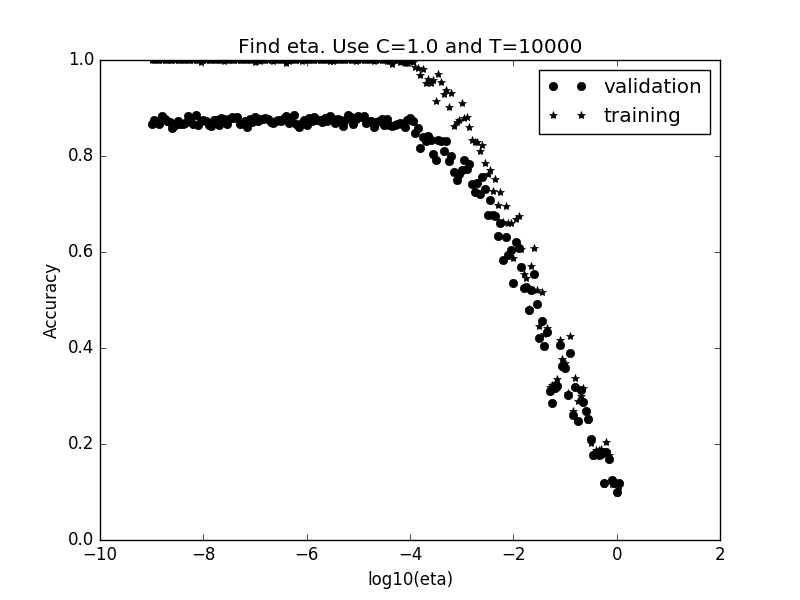 Find eta. Use C=1.0 and T=10000
1.0
validation
training
0.8
0.6
Accuracy
0.4
0.2
0.0
−10 −8 −6 −4 −2 0 2
log10(eta)